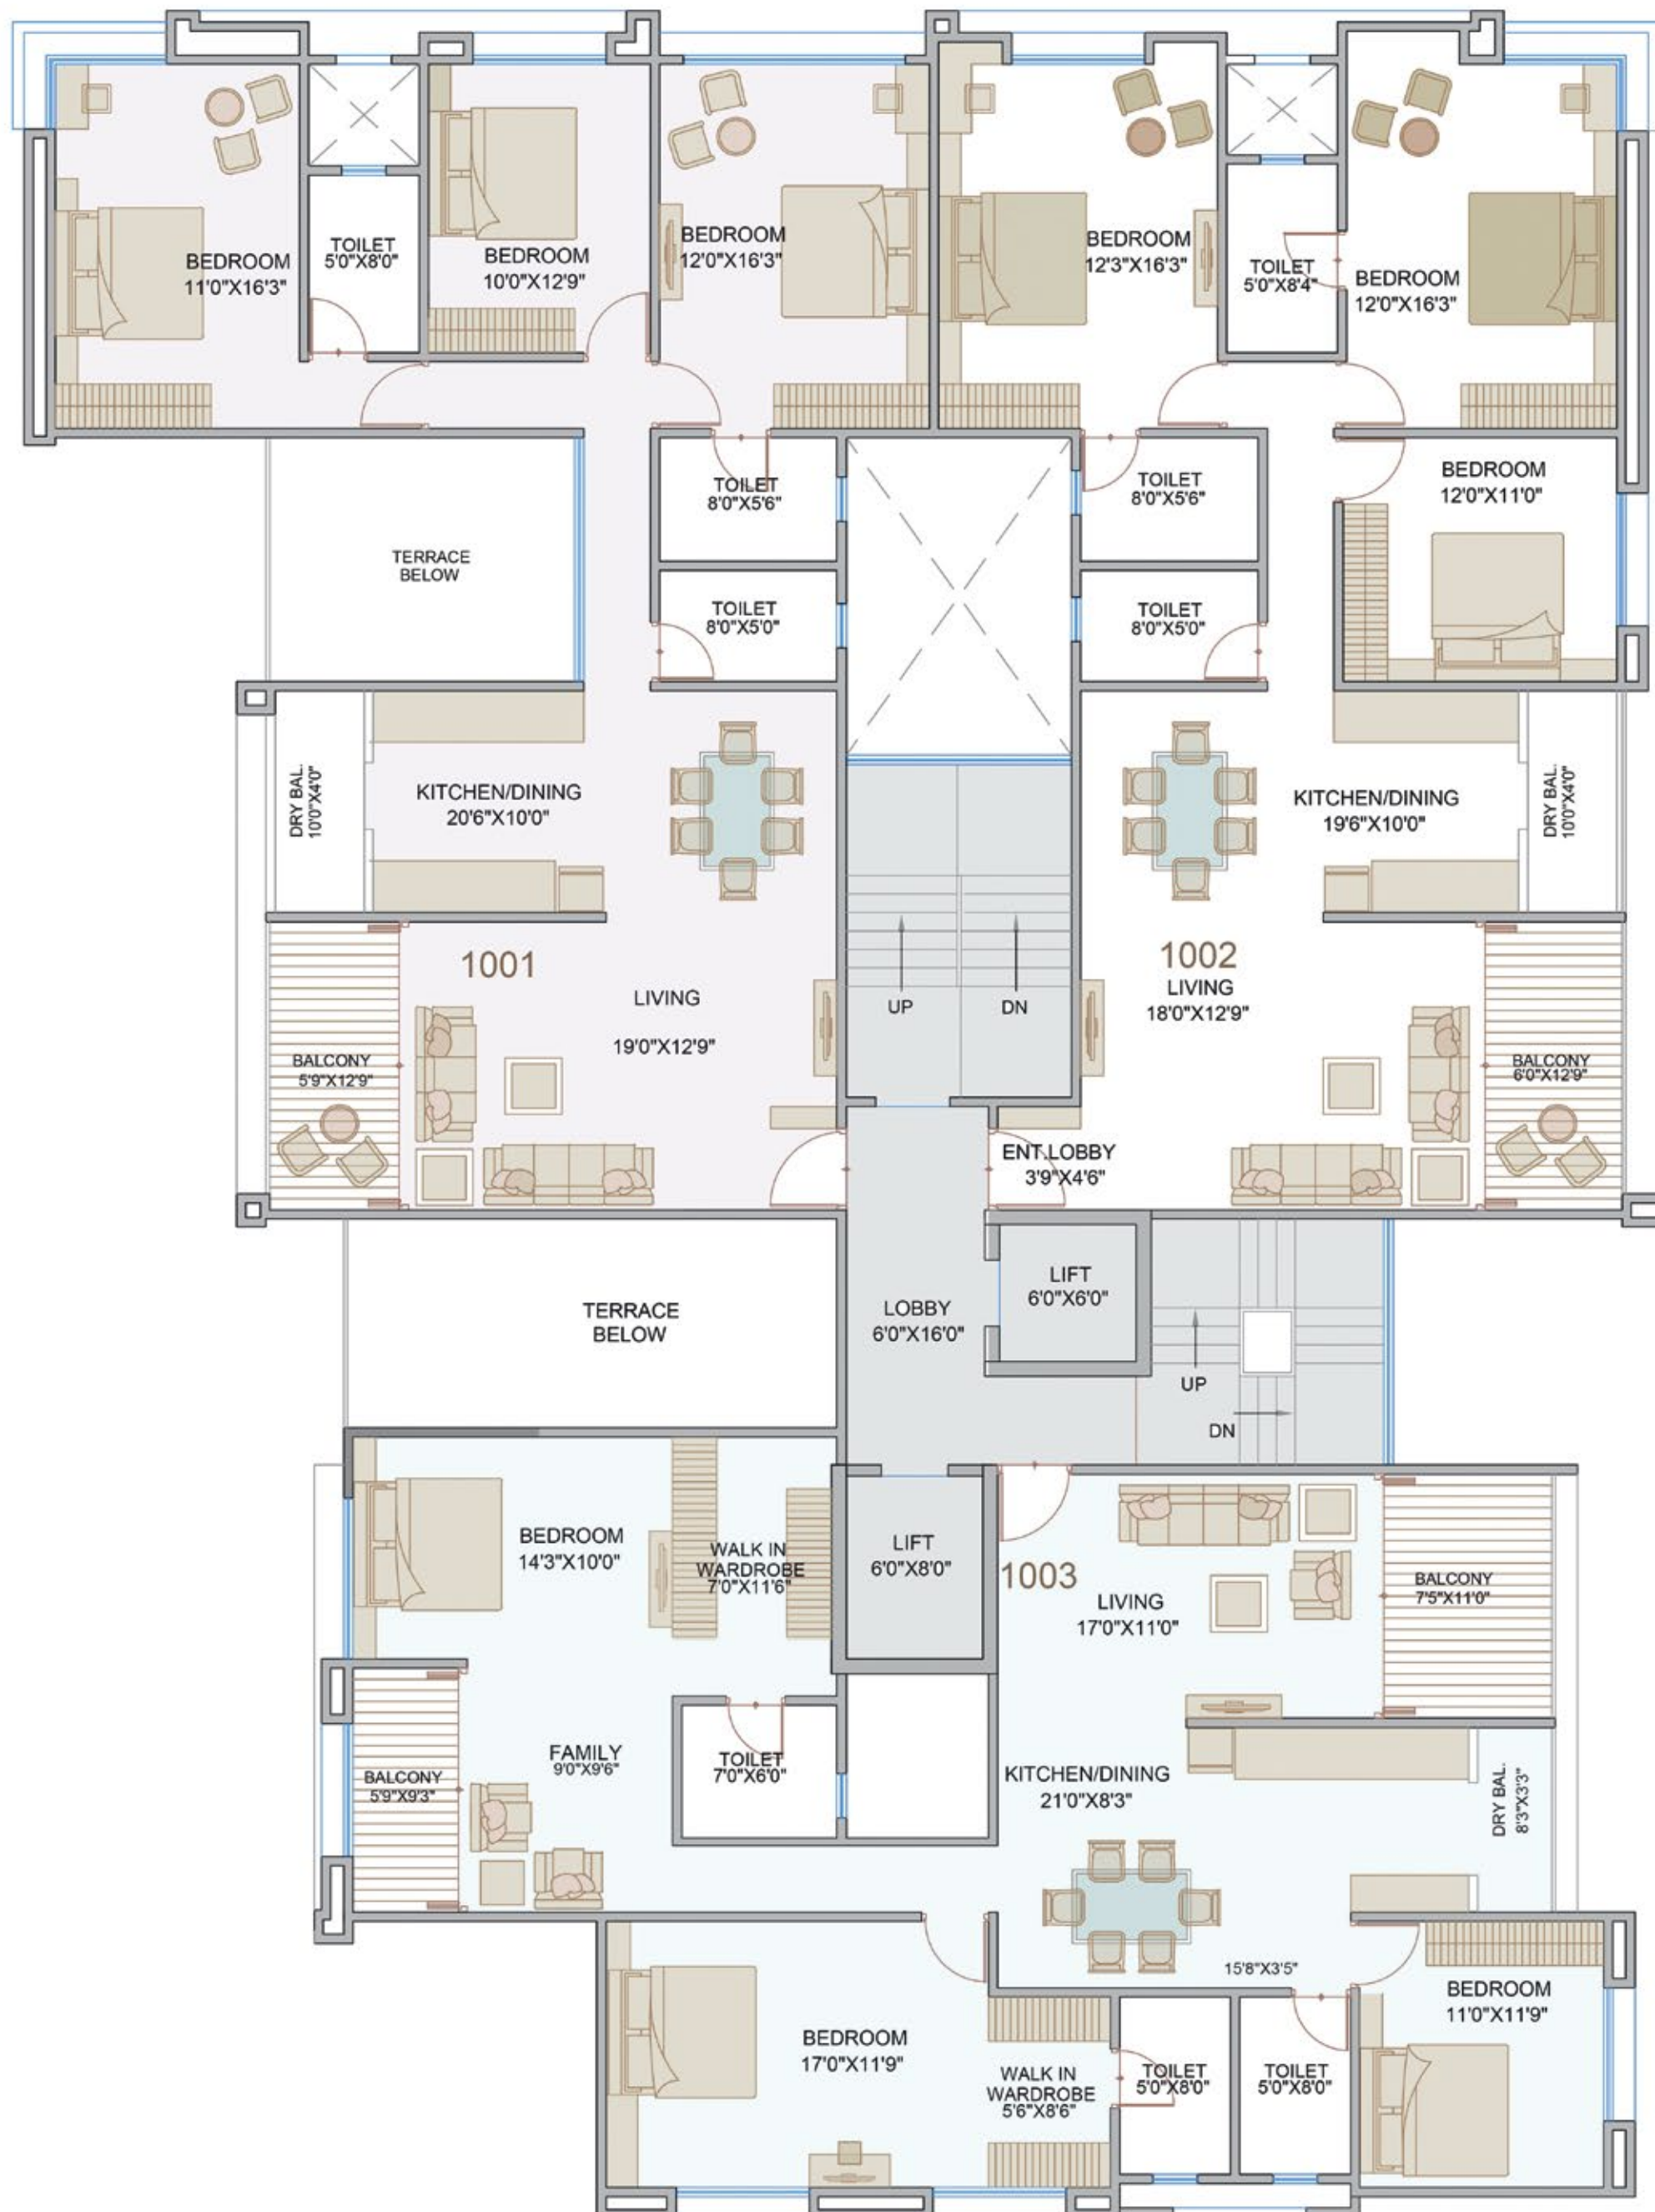 BEDROOM
11'0"X16'3"
TOILET
5'0"X8'0"
BEDROOM
10'0"X12'9"
BEDROOM
12'0"X16'3"
BEDROOM
12'3"X16'3"
TOILET
5'0"X8'4"
BEDROOM
12'0"X16'3"
TERRACE
BELOW
TOILET
8'0"X5'6"
TOILET
8'0"X5'6"
BEDROOM
12'0"X11'0"
TOILET
8'0"X5'0"
TOILET
8'0"X5'0"
DRY BAL.
10'0"X4'0"
KITCHEN/DINING
20'6"X10'0"
KITCHEN/DINING
19'6"X10'0"
DRY BAL.
10'0"X4'0"
1001
LIVING
19'0"X12'9"
BALCONY
5'9"X12'9"
UP
DN
1002
LIVING
18'0"X12'9"
BALCONY
6'0"X12'9"
ENT.LOBBY
3'9"X4'6"
TERRACE
BELOW
LOBBY
6'0"X16'0"
LIFT
6'0"X6'0"
UP
DN
BEDROOM
14'3"X10'0"
WALK IN
WARDROBE
7'0"X11'6"
LIFT
6'0"X8'0"
1003
LIVING
17'0"X11'0"
BALCONY
7'5"X11'0"
FAMILY
9'0"X9'6"
BALCONY
5'9"X9'3"
TOILET
7'0"X6'0"
KITCHEN/DINING
21'0"X8'3"
DRY BAL.
8'3"X3'3"
15'8"X3'5"
BEDROOM
17'0"X11'9"
WALK IN
WARDROBE
5'6"X8'6"
TOILET
5'0"X8'0"
TOILET
5'0"X8'0"
BEDROOM
11'0"X11'9"